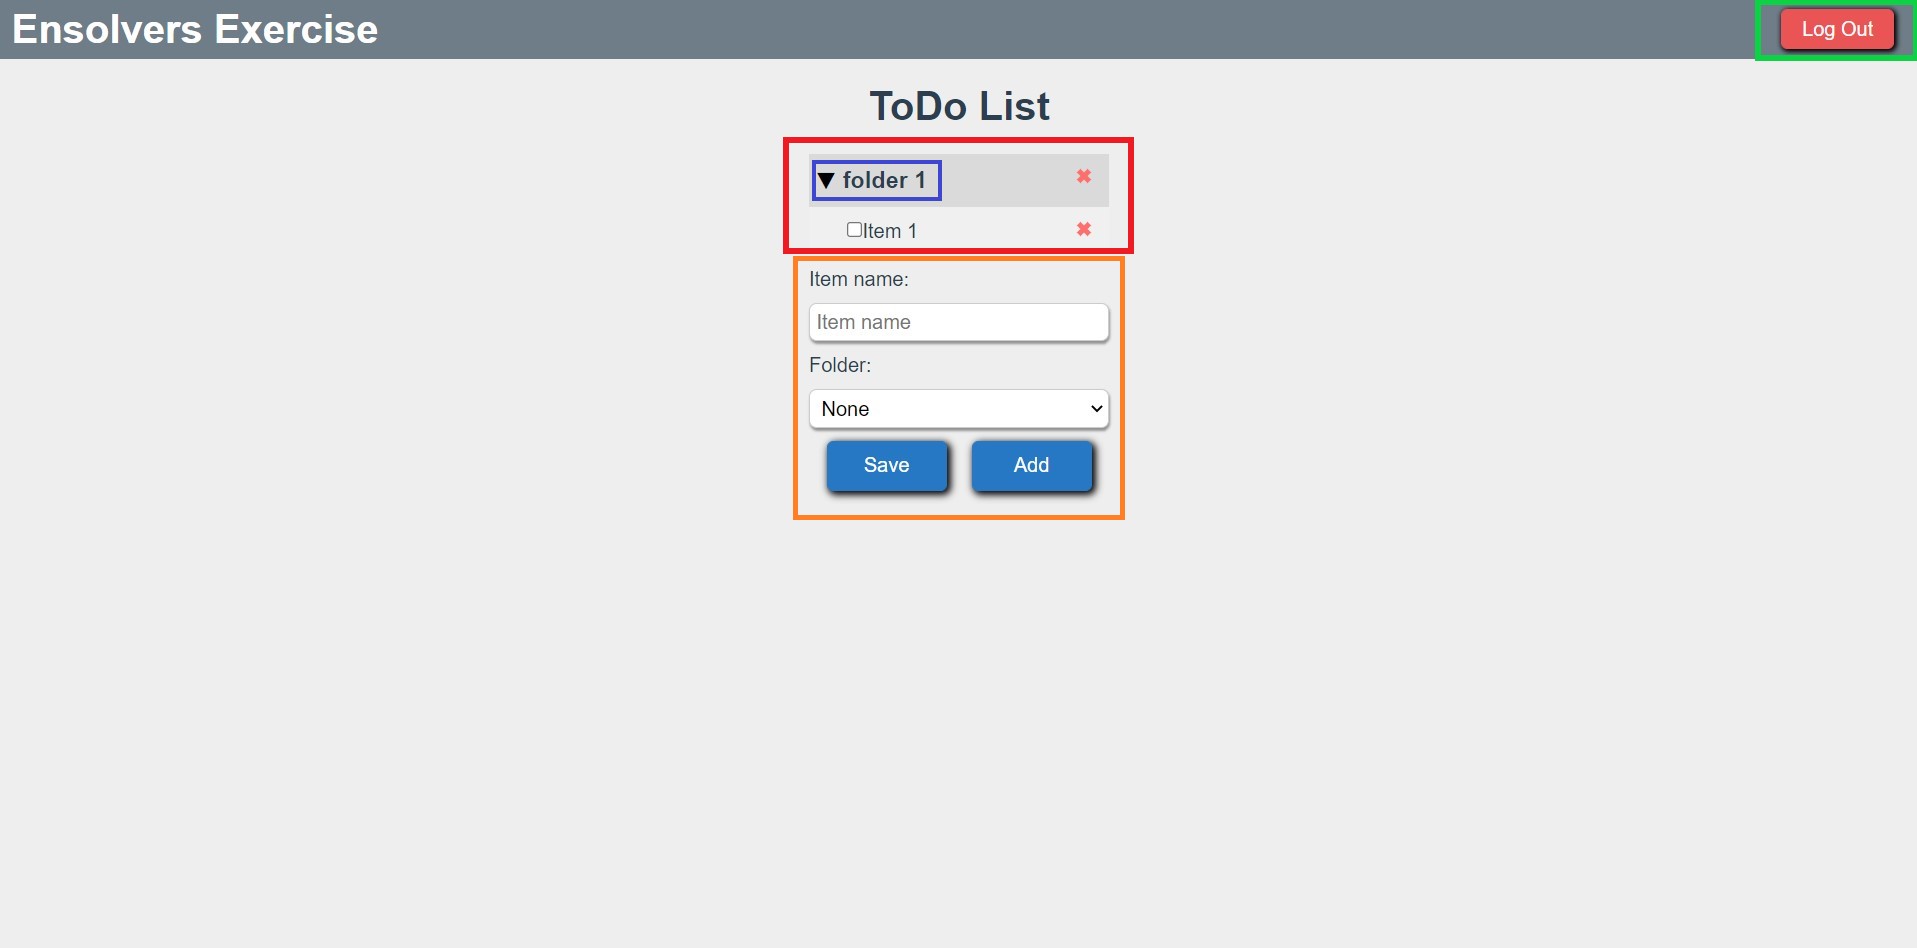 Ensolvers Exercise
Log Out
ToDo List
▼ folder 1 ✖
Item 1 ✖
Item name:
Item name
Folder:
None
Save Add